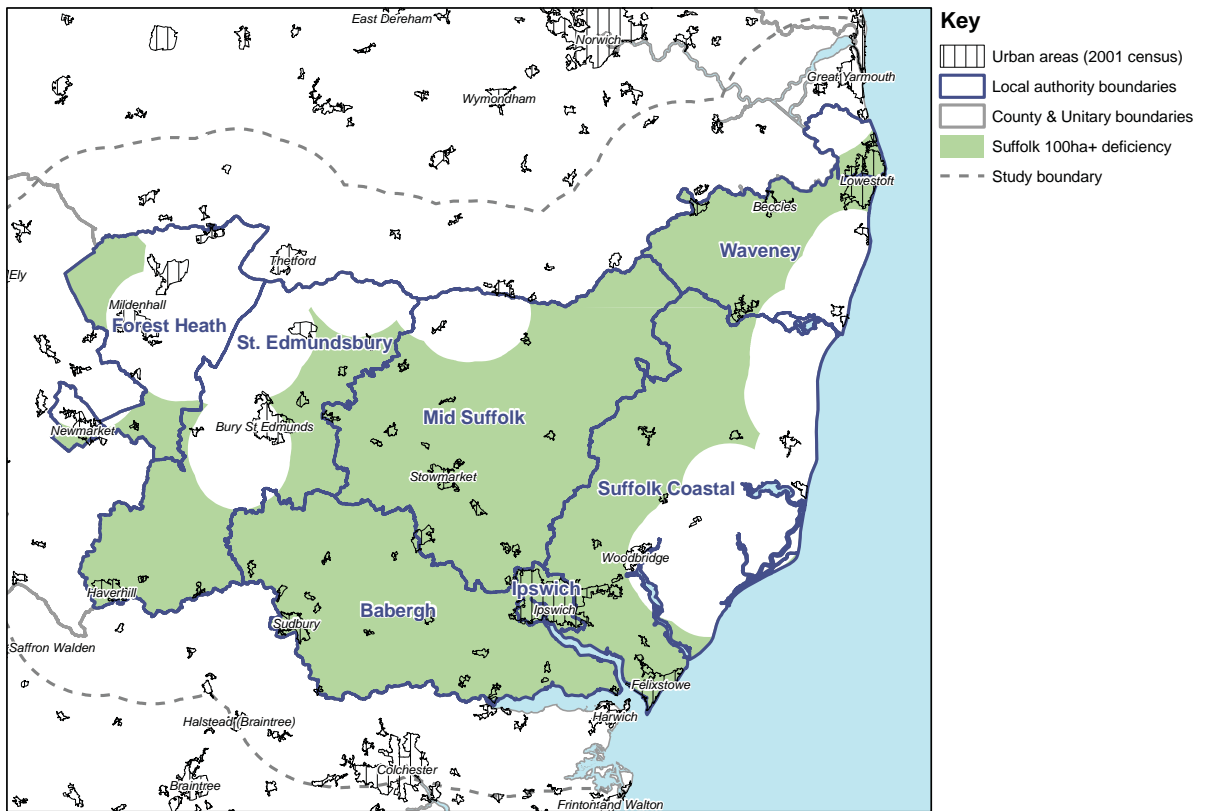 East Dereham
Norwich
Great Yarmouth
Wymondham
Lowestoft
Beccles
Waveney
Ely
Thetford
Mildenhall
Forest Heath
St. Edmundsbury
Mid Suffolk
Newmarket
Bury St Edmunds
Stowmarket
Suffolk Coastal
Woodbridge
Haverhill
Ipswich
Ipswich
Babergh
Sudbury
Saffron Walden
Felixstowe
Halstead (Braintree)
Harwich
Colchester
Braintree
Frintonrand Walton
Key
Urban areas (2001 census)
Local authority boundaries
County & Unitary boundaries
Suffolk 100ha+ deficiency
Study boundary